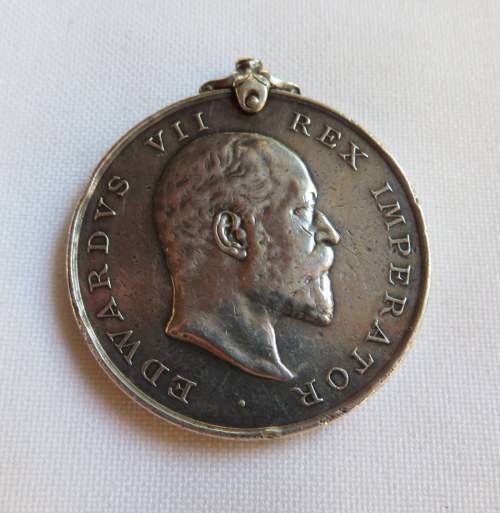 EDWARDVS VII REX IMPERATOR